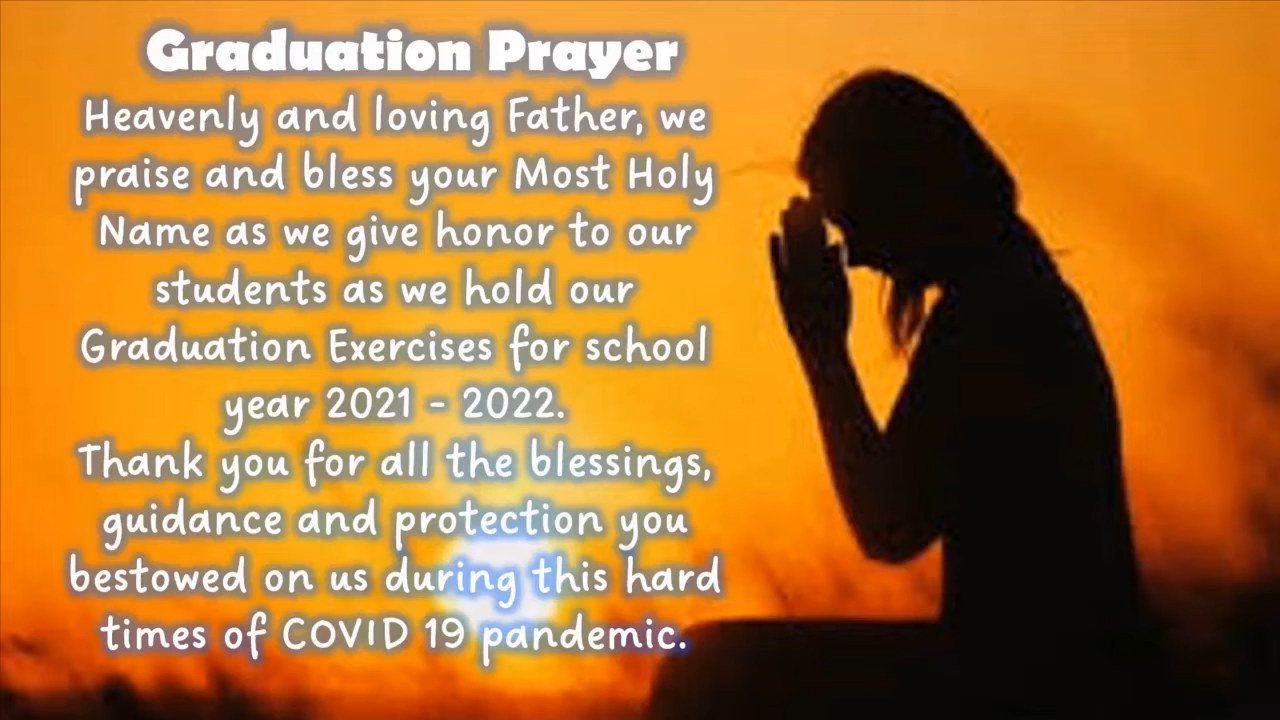 Graduation Prayer
Heavenly and loving Father, we
praise and bless your Most Holy
Name as we give honor to our
students as we hold our
Graduation Exercises for school
year 2021 - 2022.
Thank you for all the blessings,
guidance and protection you
bestowed on us during this hard
times of COVID 19 pandemic.